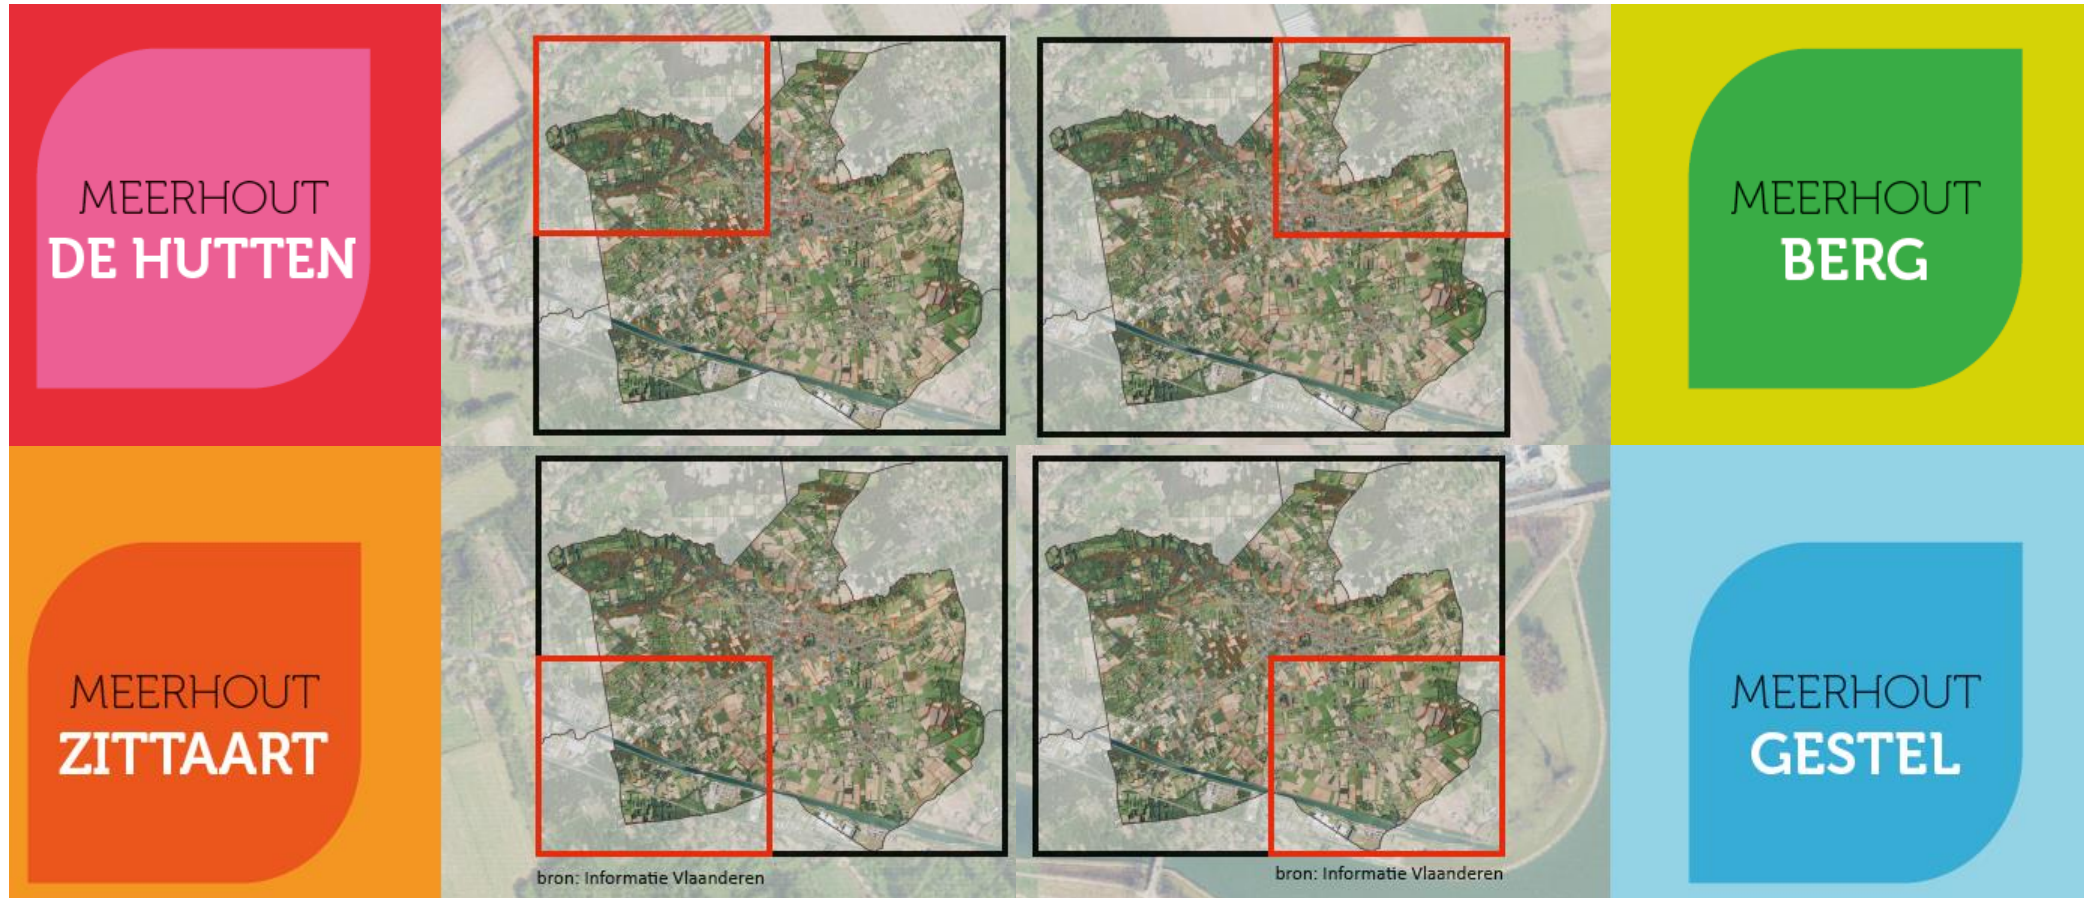 MEERHOUT
DE HUTTEN
MEERHOUT
BERG
MEERHOUT
ZITTAART
MEERHOUT
GESTEL
bron: Informatie Vlaanderen
bron: Informatie Vlaanderen